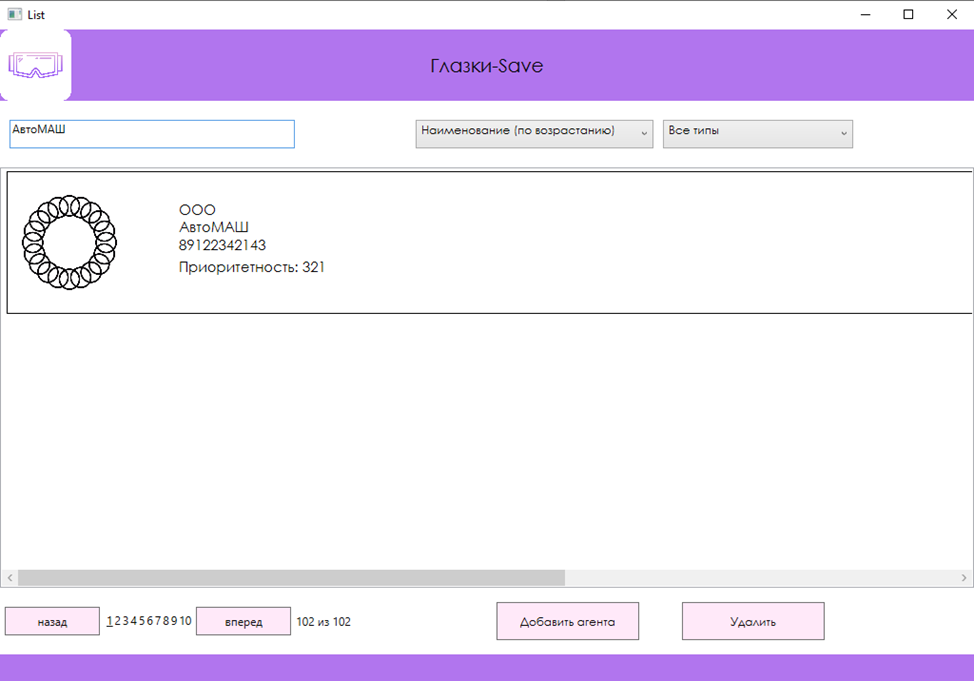 List
Глазки-Save
АвтоМАШ
Наименование (по возрастанию)
Все типы
ООО
АвтоМАШ
89122342143
Приоритетность: 321
назад
1 2 3 4 5 6 7 8 9 10
вперед
102 из 102
Добавить агента
Удалить